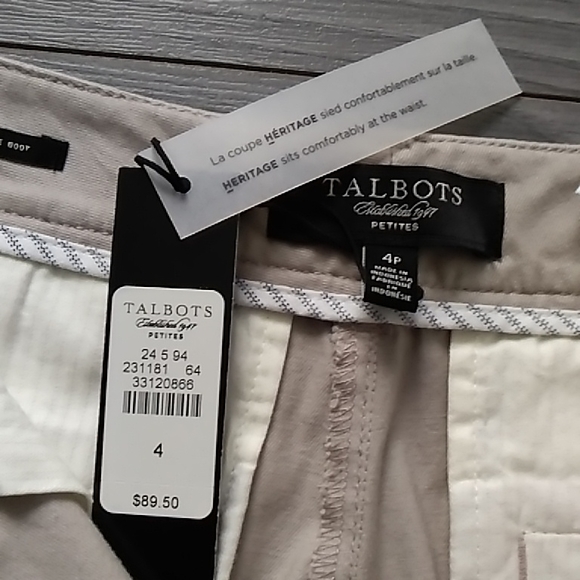 La coupe HERITAGE sied confortablement sur la taille.
HERITAGE sits comfortably at the waist.
BOOT
TALBOTS
Established 1947
PETITES
4P
MADE IN
INDONESIA
FABRIQUÉ
EN
INDONÉSIE
TALBOTS
Established 1947
PETITES
24 5 94
231181 64
33120866
4
$89.50